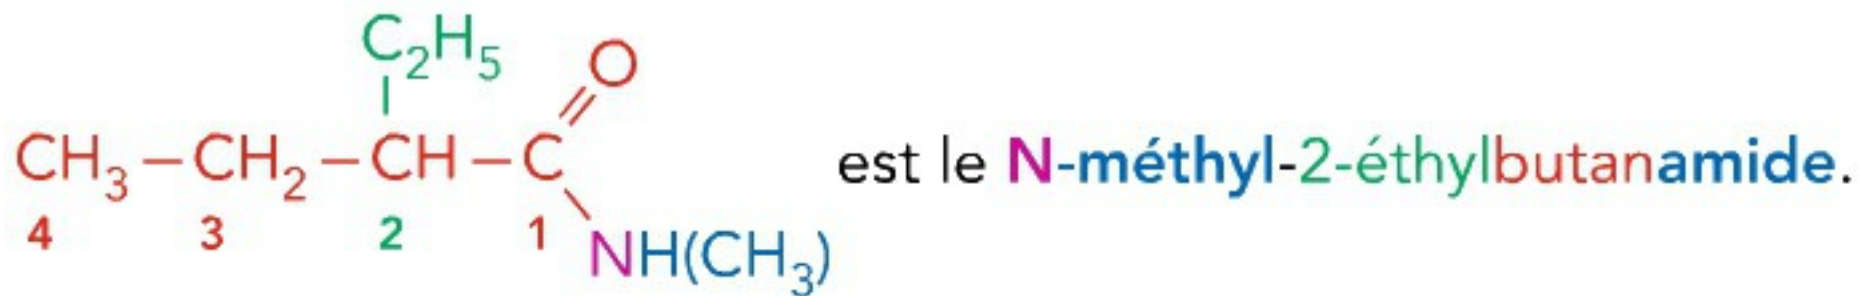 C₂H₅
O
CH₃–CH₂–CH–C est le N-méthyl-2-éthylbutanamide.
4 3 2 1
NH(CH₃)